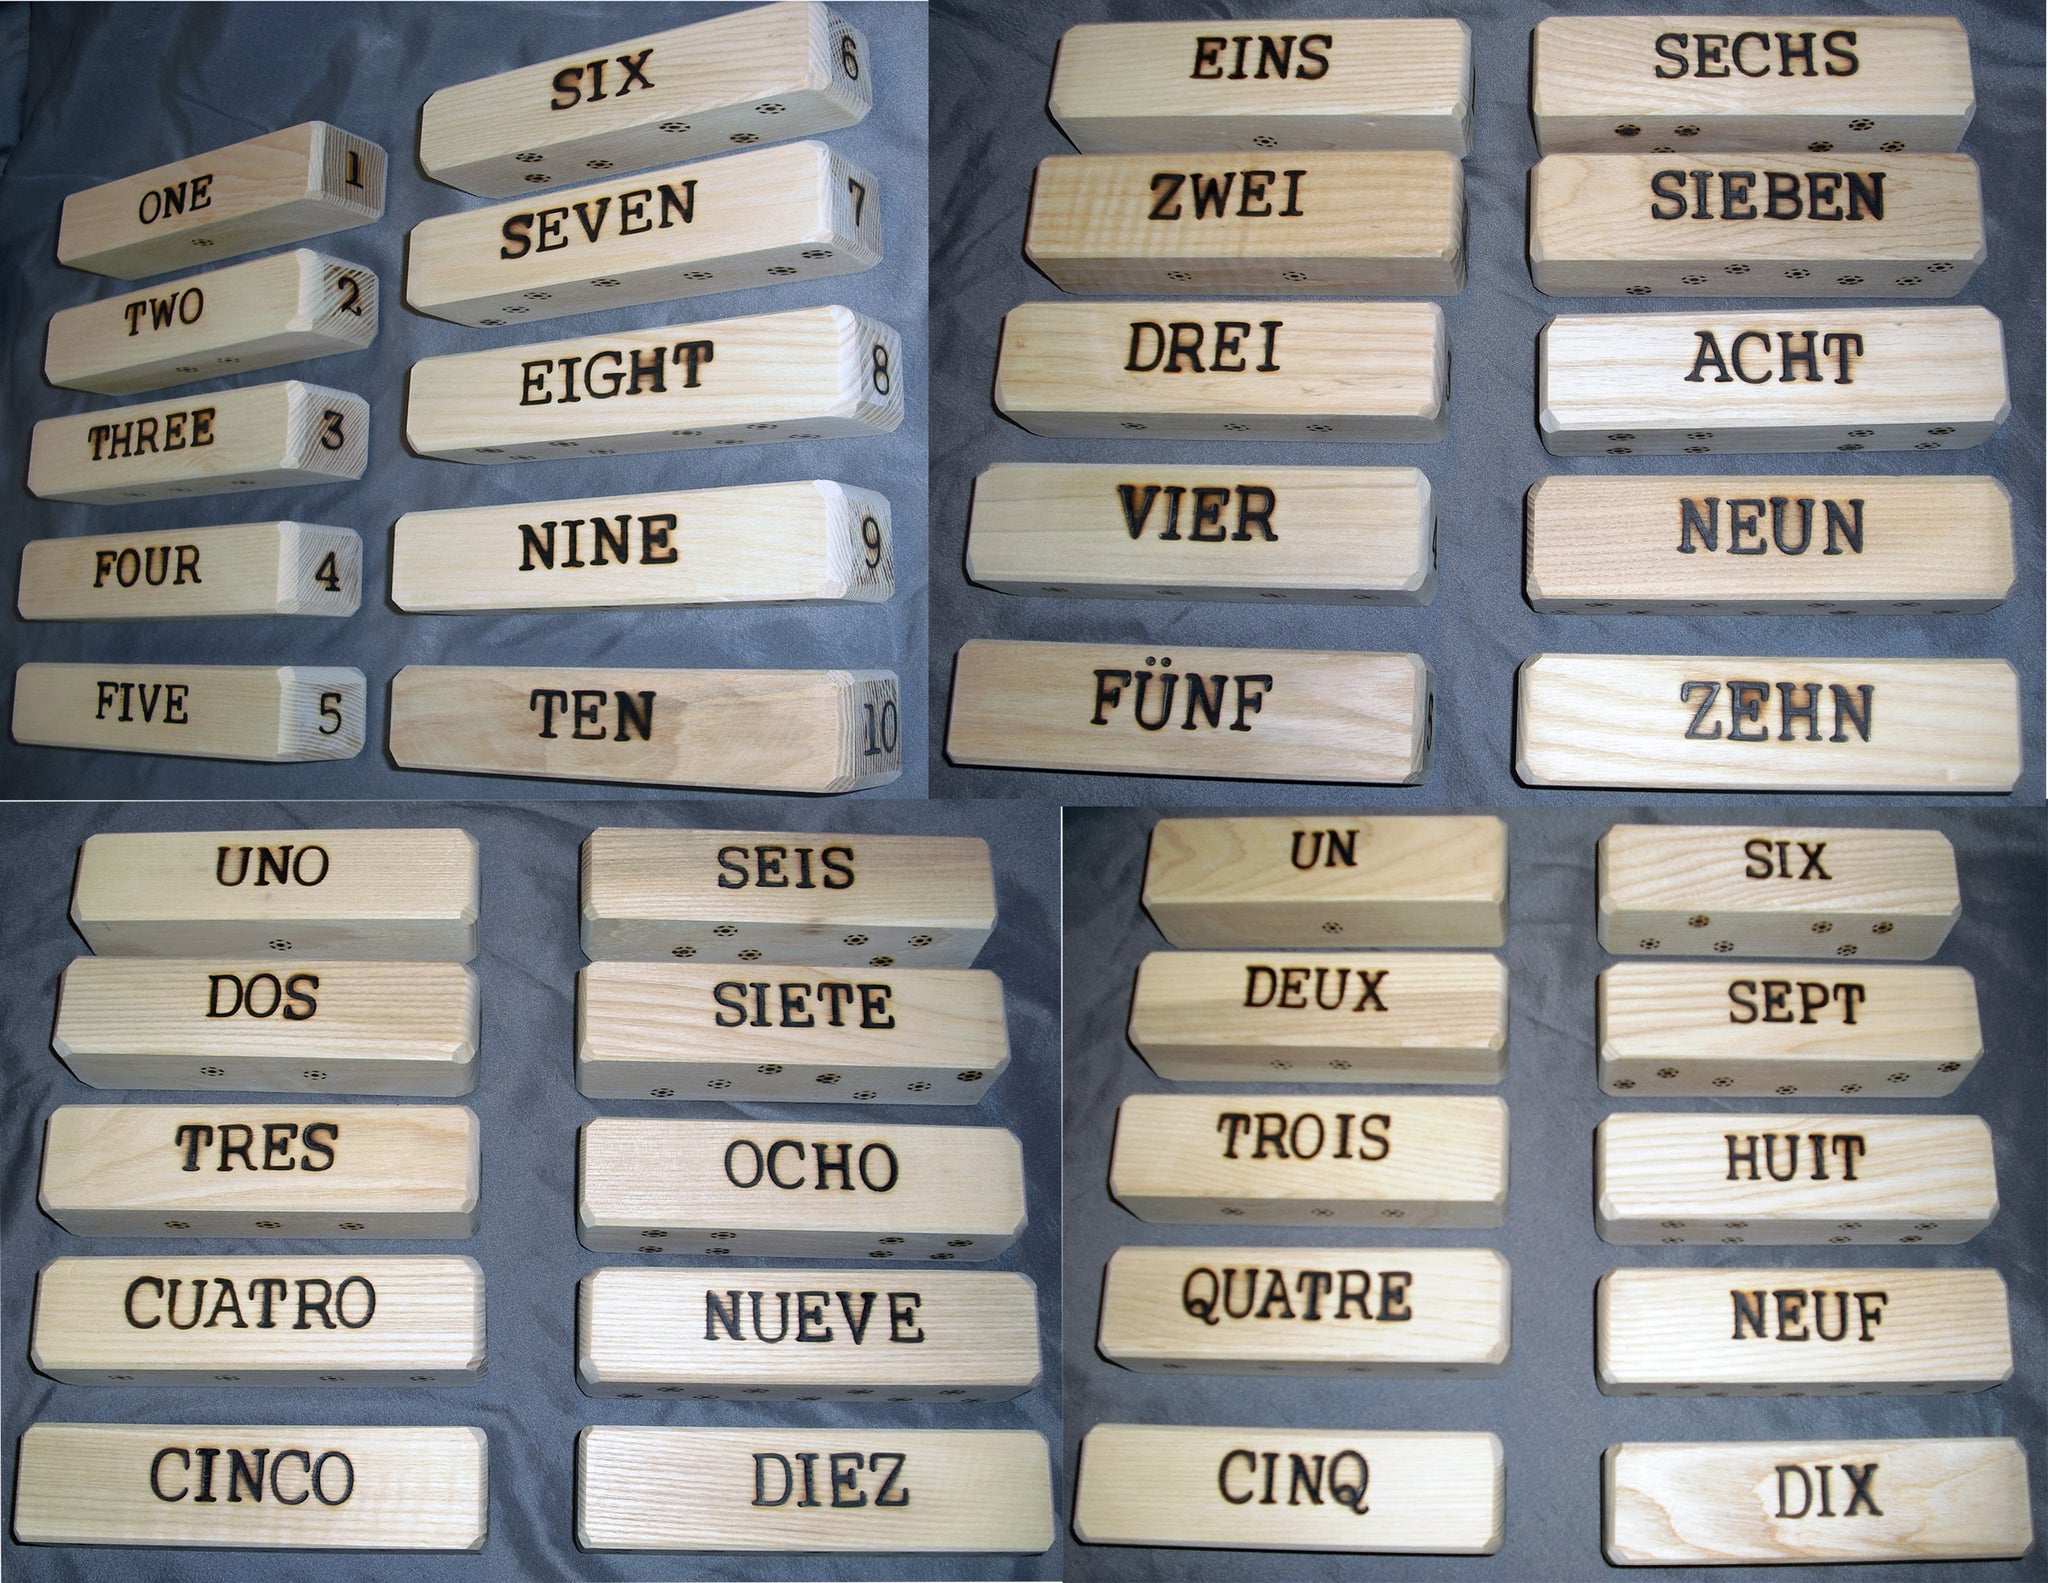 ONE 1
TWO 2
THREE 3
FOUR 4
FIVE 5
SIX 6
SEVEN 7
EIGHT 8
NINE 9
TEN 10
EINS
ZWEI
DREI
VIER
FÜNF
SECHS
SIEBEN
ACHT
NEUN
ZEHN
UNO
DOS
TRES
CUATRO
CINCO
SEIS
SIETE
OCHO
NUEVE
DIEZ
UN
DEUX
TROIS
QUATRE
CINQ
SIX
SEPT
HUIT
NEUF
DIX